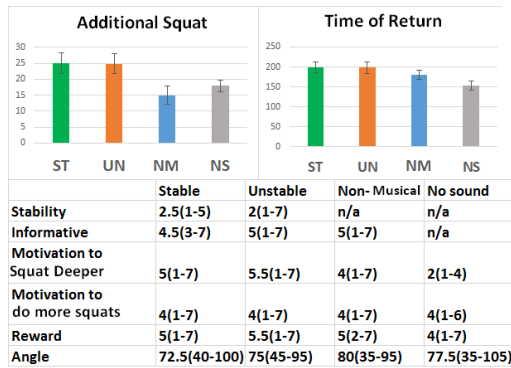 Additional Squat
Time of Return
30
25
20
15
10
5
0
ST UN NM NS
250
200
150
100
50
0
ST UN NM NS
Stable Unstable Non-Musical No sound
Stability 2.5(1-5) 2(1-7) n/a n/a
Informative 4.5(3-7) 5(1-7) 5(1-7) n/a
Motivation to
Squat Deeper 5(1-7) 5.5(1-7) 4(1-7) 2(1-4)
Motivation to
do more squats 4(1-7) 4(1-7) 4(1-7) 4(1-6)
Reward 5(1-7) 5.5(1-7) 5(2-7) 4(1-7)
Angle 72.5(40-100) 75(45-95) 80(35-95) 77.5(35-105)